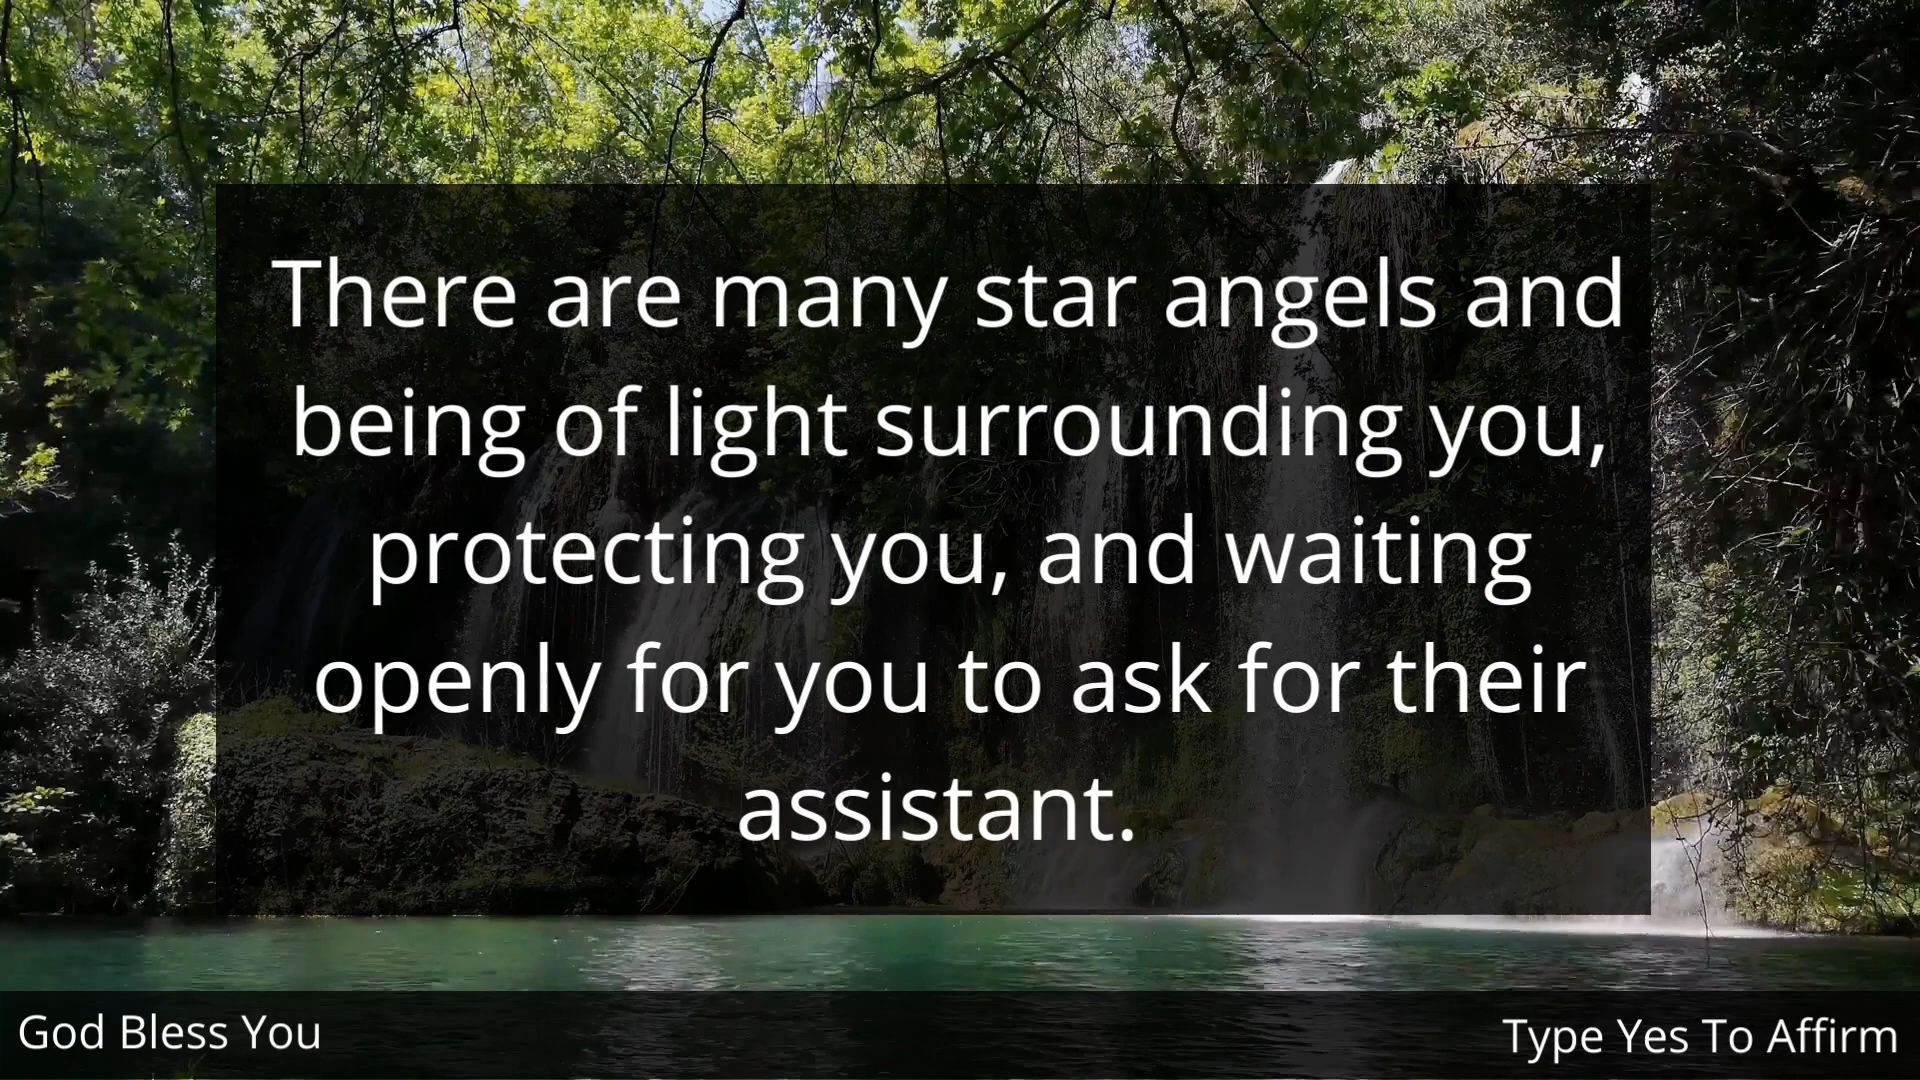 There are many star angels and
being of light surrounding you,
protecting you, and waiting
openly for you to ask for their
assistant.
God Bless You
Type Yes To Affirm